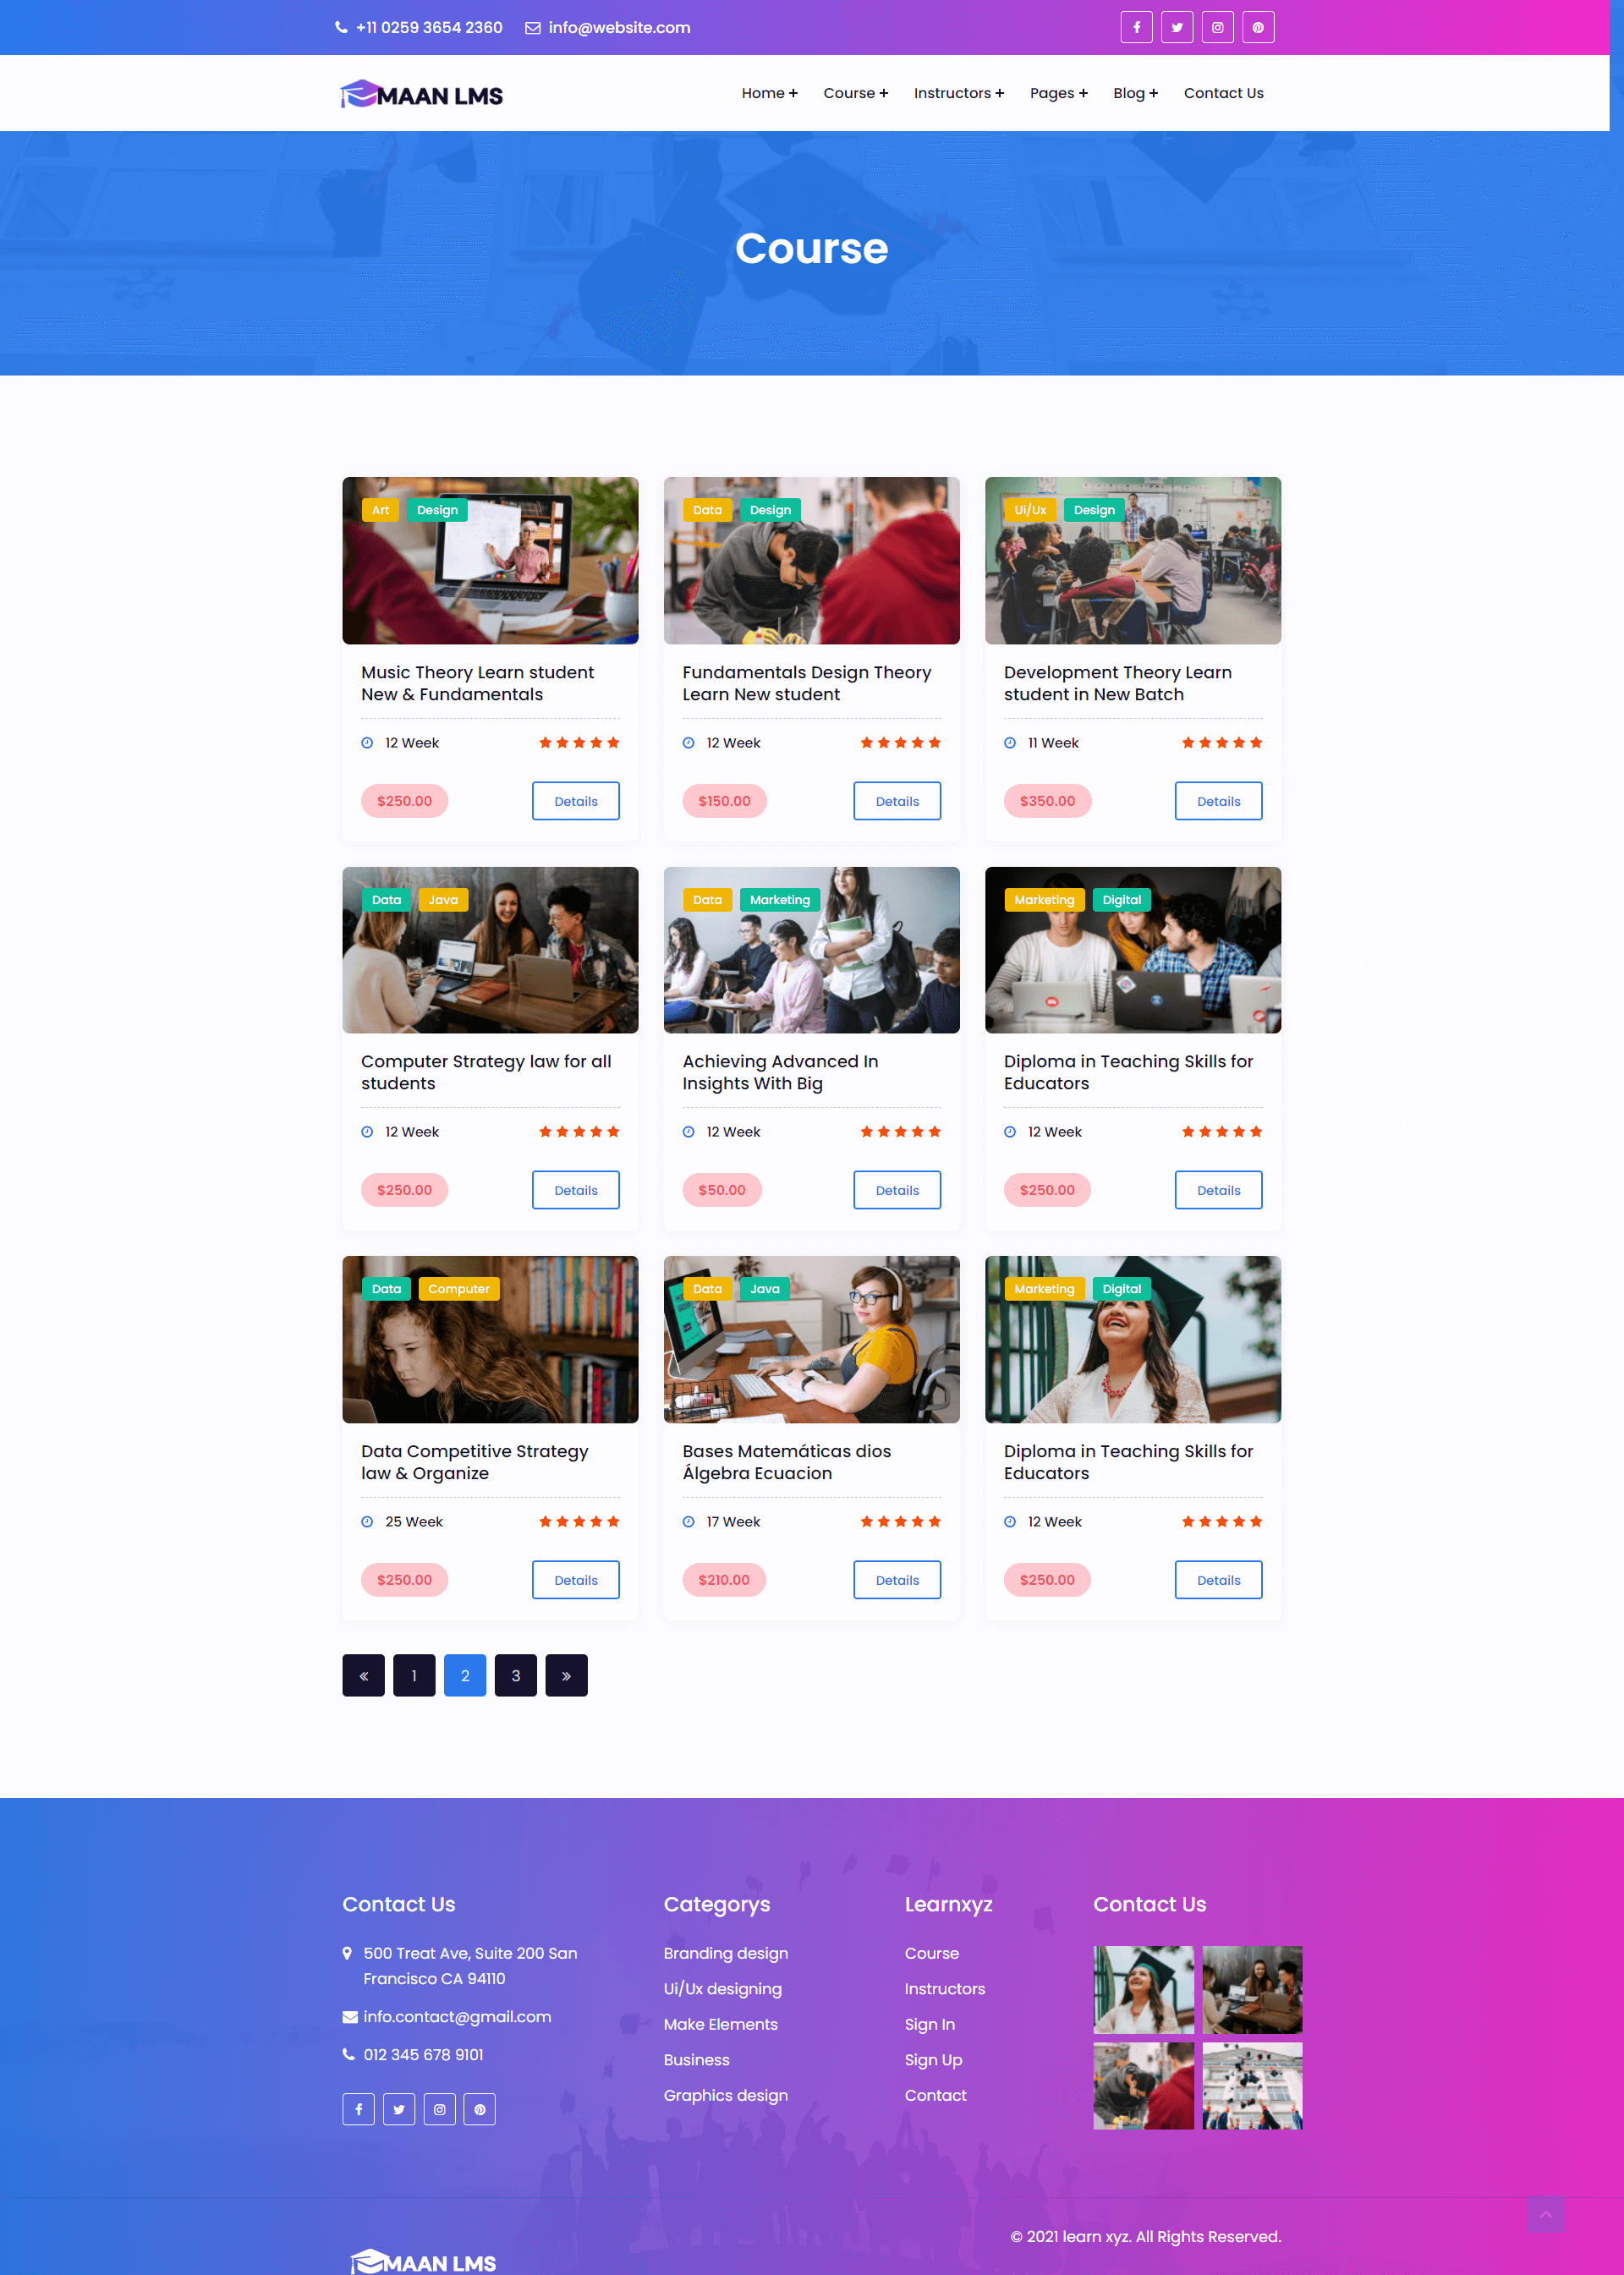 +11 0259 3654 2360 info@website.com
MAAN LMS
Home + Course + Instructors + Pages + Blog + Contact Us
Course
Art Design
Data Design
Ui/Ux Design
Music Theory Learn student
New & Fundamentals
Fundamentals Design Theory
Learn New student
Development Theory Learn
student in New Batch
12 Week
12 Week
11 Week
$250.00 Details
$150.00 Details
$350.00 Details
Data Java
Data Marketing
Marketing Digital
Computer Strategy law for all
students
Achieving Advanced In
Insights With Big
Diploma in Teaching Skills for
Educators
12 Week
12 Week
12 Week
$250.00 Details
$50.00 Details
$250.00 Details
Data Computer
Data Java
Marketing Digital
Data Competitive Strategy
law & Organize
Bases Matemáticas dios
Álgebra Ecuacion
Diploma in Teaching Skills for
Educators
25 Week
17 Week
12 Week
$250.00 Details
$210.00 Details
$250.00 Details
« 1 2 3 »
Contact Us
500 Treat Ave, Suite 200 San
Francisco CA 94110
info.contact@gmail.com
012 345 678 9101
Categorys
Branding design
Ui/Ux designing
Make Elements
Business
Graphics design
Learnxyz
Course
Instructors
Sign In
Sign Up
Contact
Contact Us
© 2021 learn xyz. All Rights Reserved.
MAAN LMS